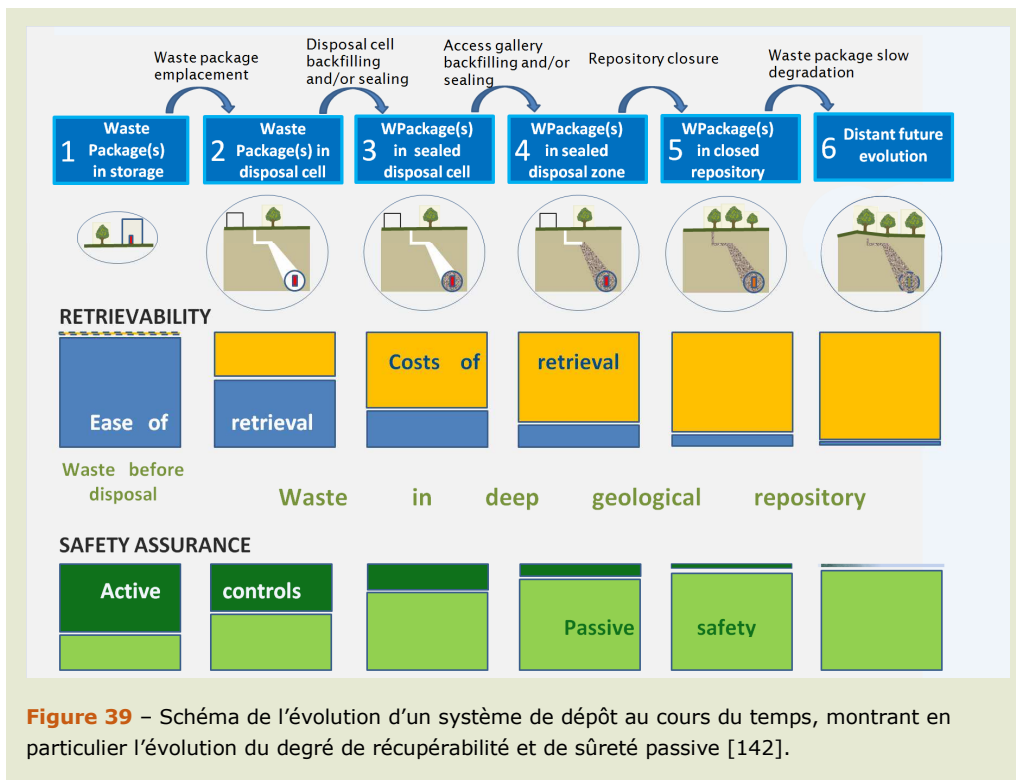 Waste package
emplacement
Disposal cell
backfilling
and/or sealing
Access gallery
backfilling and/or
sealing
Repository closure
Waste package slow
degradation
1 Waste
Package(s)
in storage
2 Waste
Package(s) in
disposal cell
3 WPackage(s)
in sealed
disposal cell
4 WPackage(s)
in sealed
disposal zone
5 WPackage(s)
in closed
repository
6 Distant future
evolution
RETRIEVABILITY
Costs of retrieval
Ease of retrieval
Waste before
disposal
Waste in deep geological repository
SAFETY ASSURANCE
Active controls
Passive safety
Figure 39 – Schéma de l’évolution d’un système de dépôt au cours du temps, montrant en
particulier l’évolution du degré de récupérabilité et de sûreté passive [142].